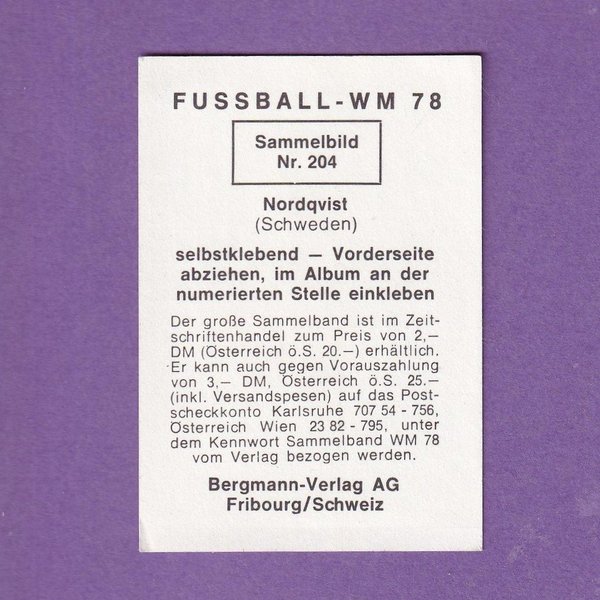 FUSSBALL-WM 78
Sammelbild
Nr. 204
Nordqvist
(Schweden)
selbstklebend – Vorderseite
abziehen, im Album an der
numerierten Stelle einkleben
Der große Sammelband ist im Zeit-
schriftenhandel zum Preis von 2,–
DM (Österreich ö.S. 20.–) erhältlich.
Er kann auch gegen Vorauszahlung
von 3,– DM, Österreich ö.S. 25.–
(inkl. Versandspesen) auf das Post-
scheckkonto Karlsruhe 707 54 - 756,
Österreich Wien 23 82 - 795, unter
dem Kennwort Sammelband WM 78
vom Verlag bezogen werden.
Bergmann-Verlag AG
Fribourg/Schweiz